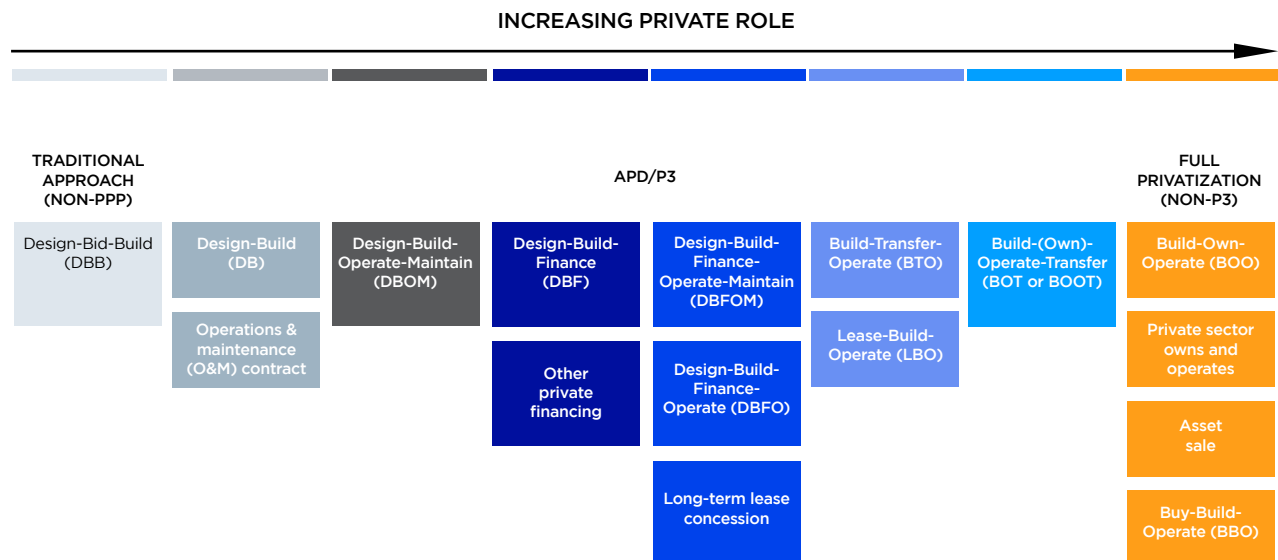 INCREASING PRIVATE ROLE
TRADITIONAL
APPROACH
(NON-PPP)
APD/P3
FULL
PRIVATIZATION
(NON-P3)
Design-Bid-Build
(DBB)
Design-Build
(DB)
Operations &
maintenance
(O&M) contract
Design-Build-
Operate-Maintain
(DBOM)
Design-Build-
Finance
(DBF)
Other
private
financing
Design-Build-
Finance-
Operate-Maintain
(DBFOM)
Design-Build-
Finance-
Operate (DBFO)
Long-term lease
concession
Build-Transfer-
Operate (BTO)
Lease-Build-
Operate (LBO)
Build-(Own)-
Operate-Transfer
(BOT or BOOT)
Build-Own-
Operate (BOO)
Private sector
owns and
operates
Asset
sale
Buy-Build-
Operate (BBO)